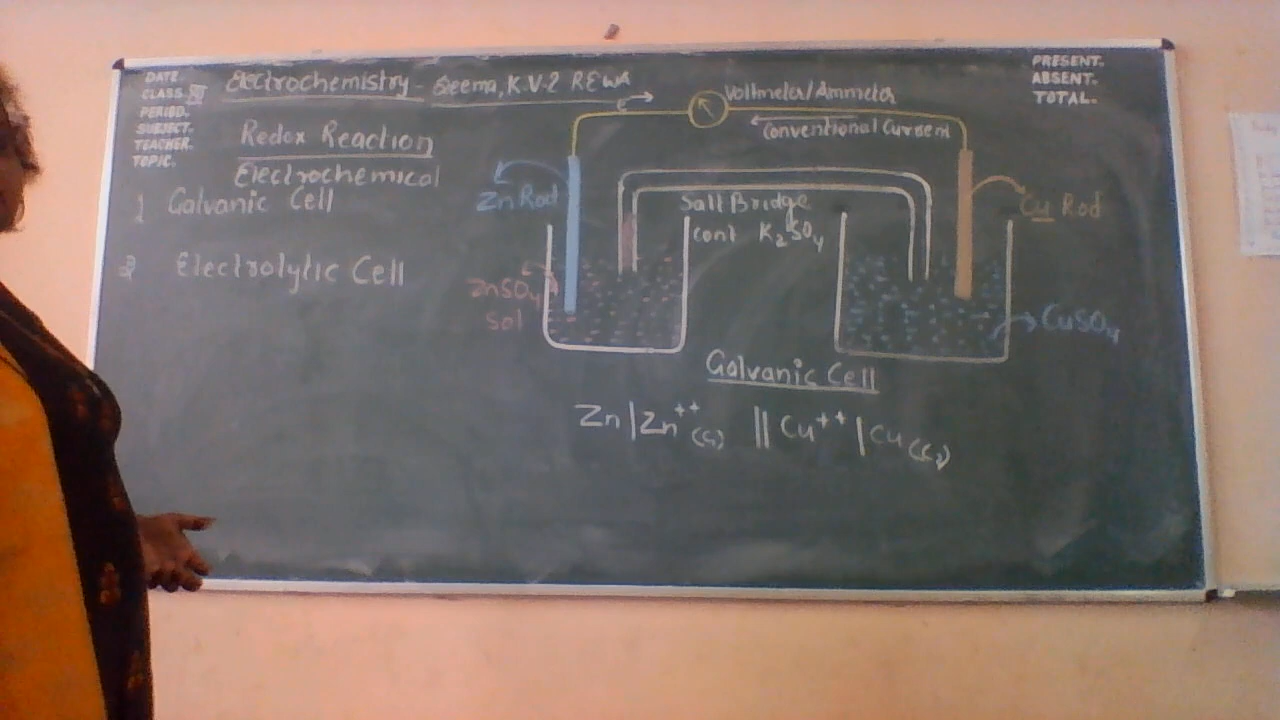 DATE.
CLASS.
PERIOD.
SUBJECT.
TEACHER.
TOPIC.
Electrochemistry - Seema, K.V-2 REWA
Redox Reaction
Electrochemical
1 Galvanic Cell
2 Electrolytic Cell
PRESENT.
ABSENT.
TOTAL.
Voltmeter/Ammeter
Conventional Current
Zn Rod
Salt Bridge
cont K₂SO₄
Cu Rod
ZnSO₄
Sol
CuSO₄
Galvanic Cell
Zn|Zn⁺⁺(C₁) || Cu⁺⁺|Cu(C₂)